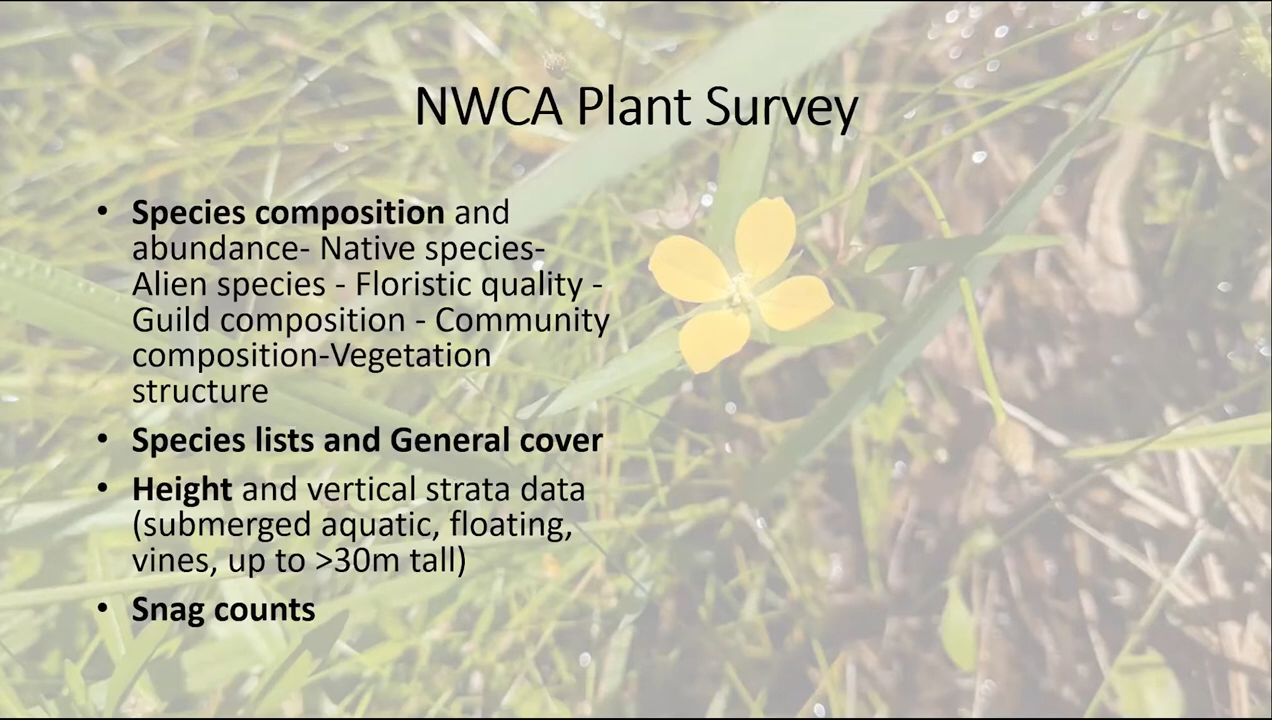 NWCA Plant Survey
• Species composition and
abundance- Native species-
Alien species - Floristic quality -
Guild composition - Community
composition-Vegetation
structure
• Species lists and General cover
• Height and vertical strata data
(submerged aquatic, floating,
vines, up to >30m tall)
• Snag counts